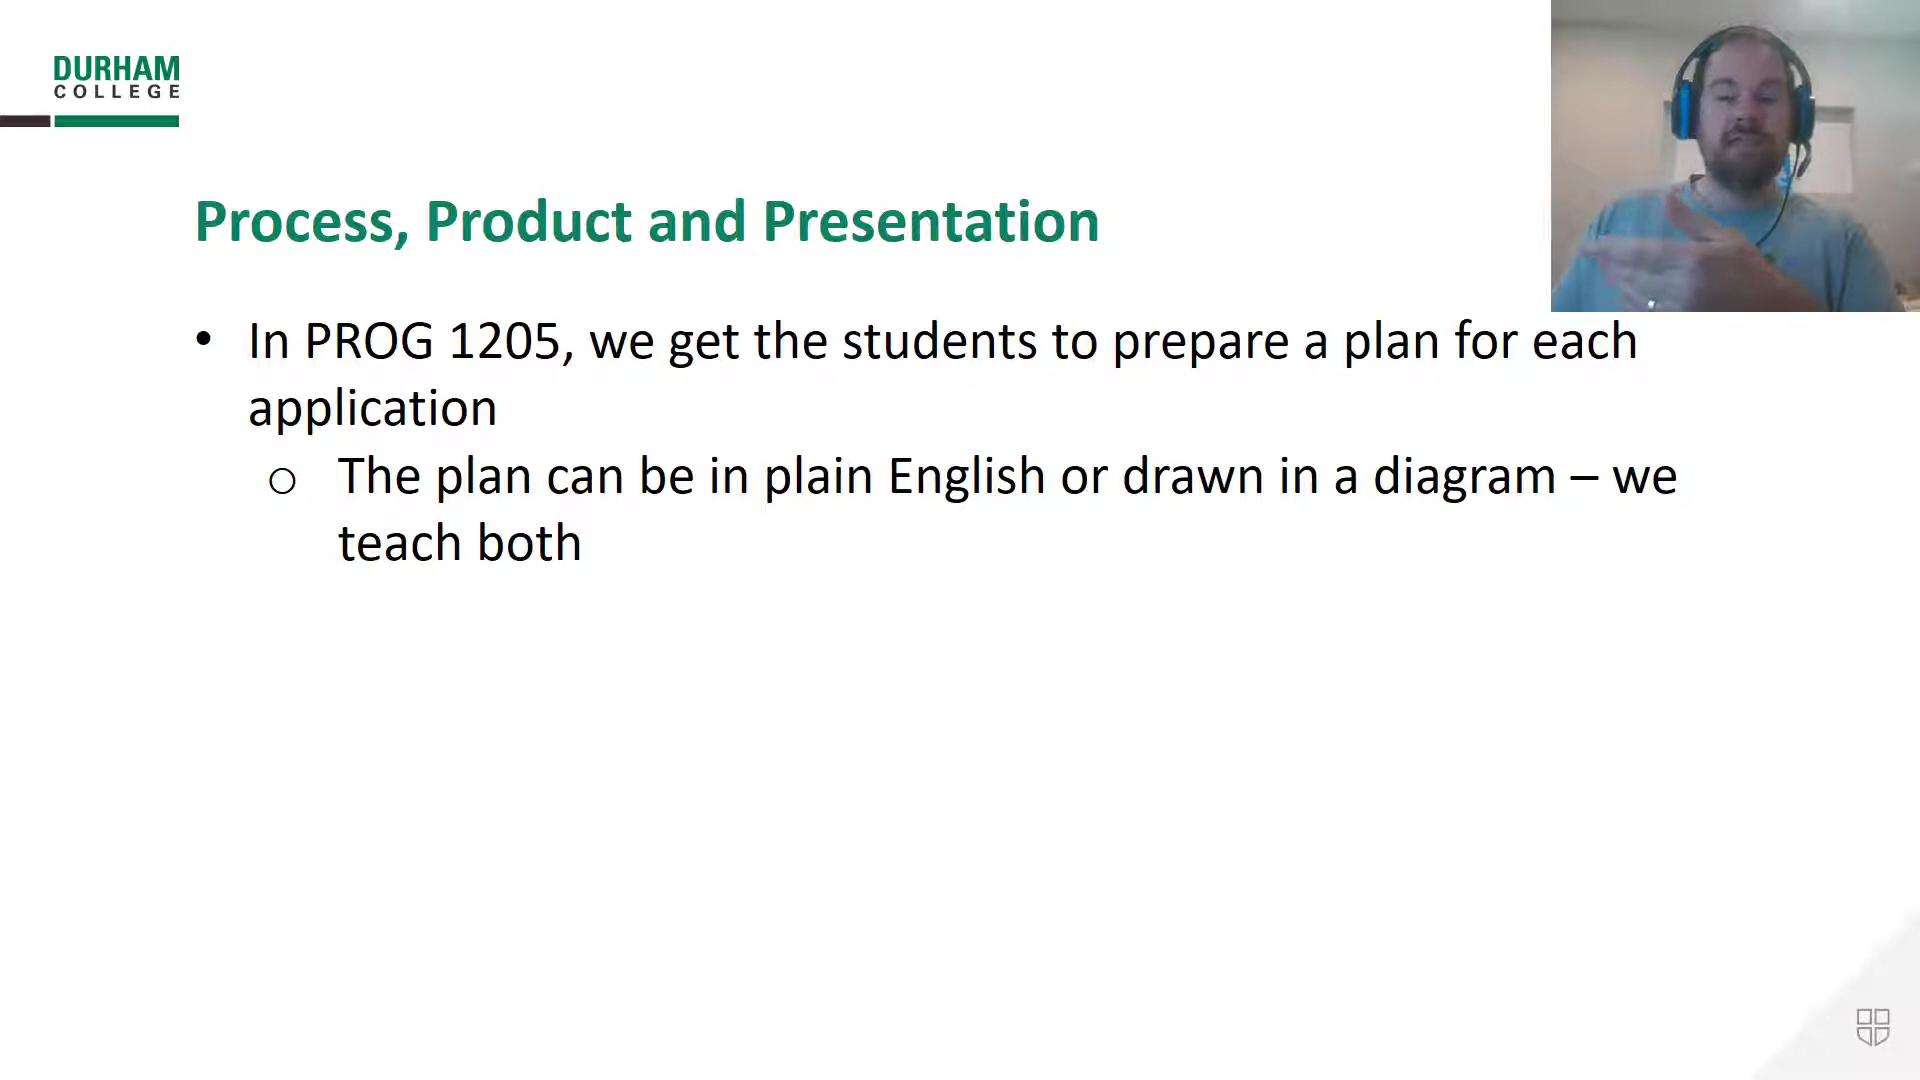 DURHAM
COLLEGE
Process, Product and Presentation
• In PROG 1205, we get the students to prepare a plan for each
application
o The plan can be in plain English or drawn in a diagram – we
teach both